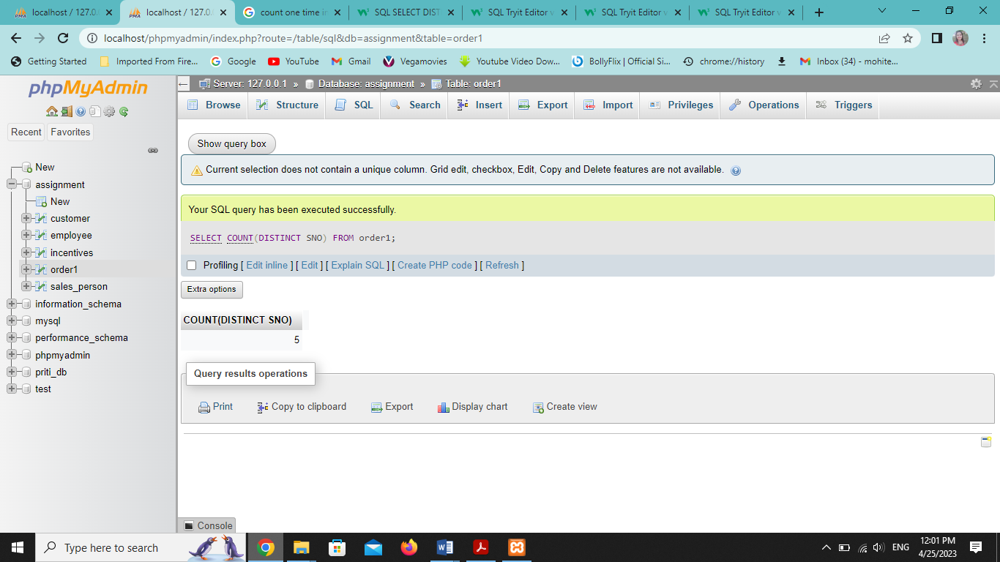 localhost / 127.0. localhost / 127.0. count one time i SQL SELECT DIST SQL Tryit Editor v SQL Tryit Editor v SQL Tryit Editor v
localhost/phpmyadmin/index.php?route=/table/sql&db=assignment&table=order1
Getting Started Imported From Fire... Google YouTube Gmail Vegamovies Youtube Video Dow... BollyFlix | Official Si... chrome://history Inbox (34) - mohite...
phpMyAdmin
Recent Favorites
New
assignment
New
customer
employee
incentives
order1
sales_person
information_schema
mysql
performance_schema
phpmyadmin
priti_db
test
Server: 127.0.0.1 » Database: assignment » Table: order1
Browse Structure SQL Search Insert Export Import Privileges Operations Triggers
Show query box
Current selection does not contain a unique column. Grid edit, checkbox, Edit, Copy and Delete features are not available.
Your SQL query has been executed successfully.
SELECT COUNT(DISTINCT SNO) FROM order1;
Profiling [ Edit inline ] [ Edit ] [ Explain SQL ] [ Create PHP code ] [ Refresh ]
Extra options
COUNT(DISTINCT SNO)
5
Query results operations
Print Copy to clipboard Export Display chart Create view
Console
Type here to search
ENG
12:01 PM
4/25/2023